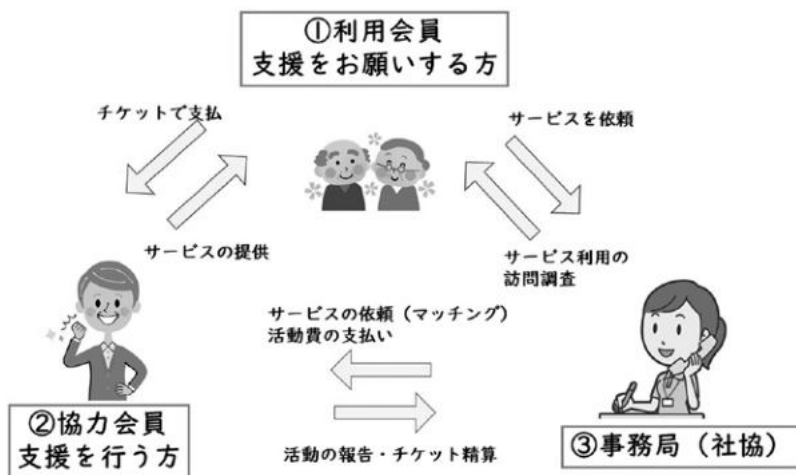 ①利用会員
支援をお願いする方
チケットで支払
サービスを依頼
サービスの提供
サービス利用の
訪問調査
サービスの依頼（マッチング）
活動費の支払い
②協力会員
支援を行う方
活動の報告・チケット精算
③事務局（社協）